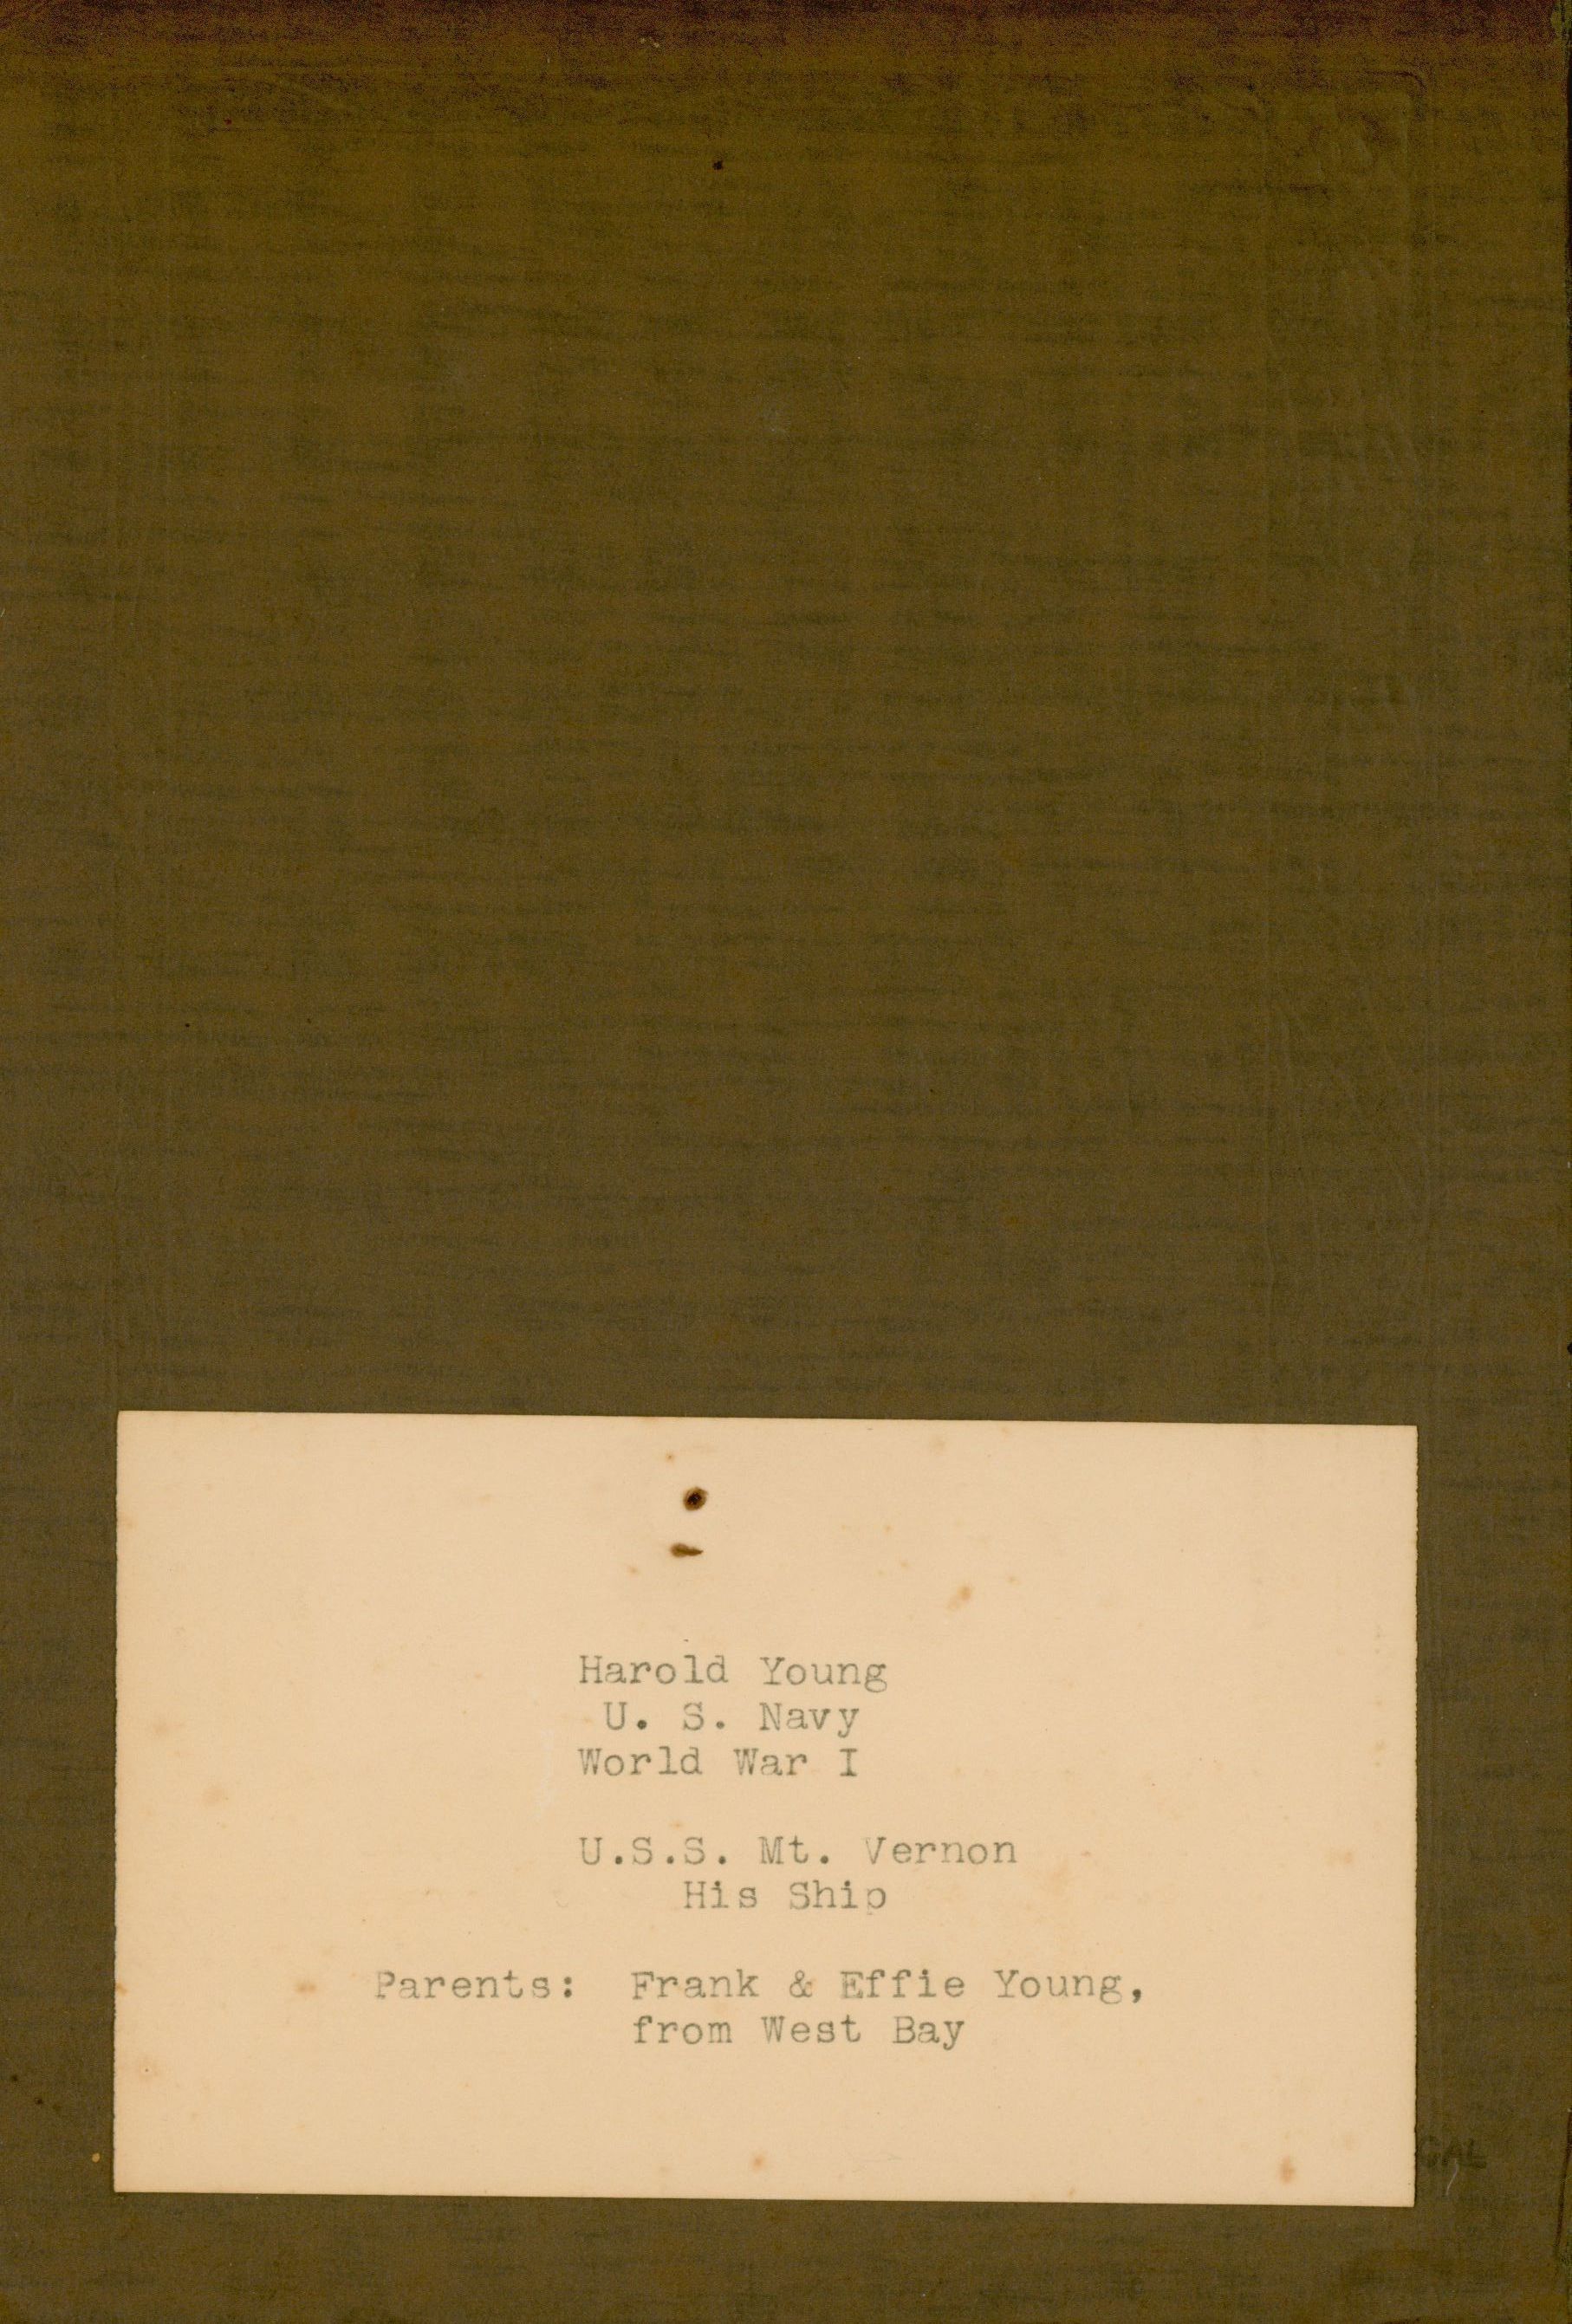 Harold Young
U. S. Navy
World War I
U.S.S. Mt. Vernon
His Ship
Parents: Frank & Effie Young,
from West Bay